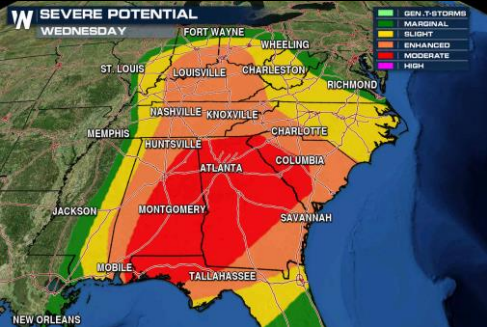 W SEVERE POTENTIAL
WEDNESDAY
GEN.T-STORMS
MARGINAL
SLIGHT
ENHANCED
MODERATE
HIGH
FORT WAYNE
WHEELING
ST. LOUIS
LOUISVILLE
CHARLESTON
RICHMOND
NASHVILLE
KNOXVILLE
MEMPHIS
CHARLOTTE
HUNTSVILLE
ATLANTA
COLUMBIA
JACKSON
MONTGOMERY
SAVANNAH
MOBILE
TALLAHASSEE
NEW ORLEANS